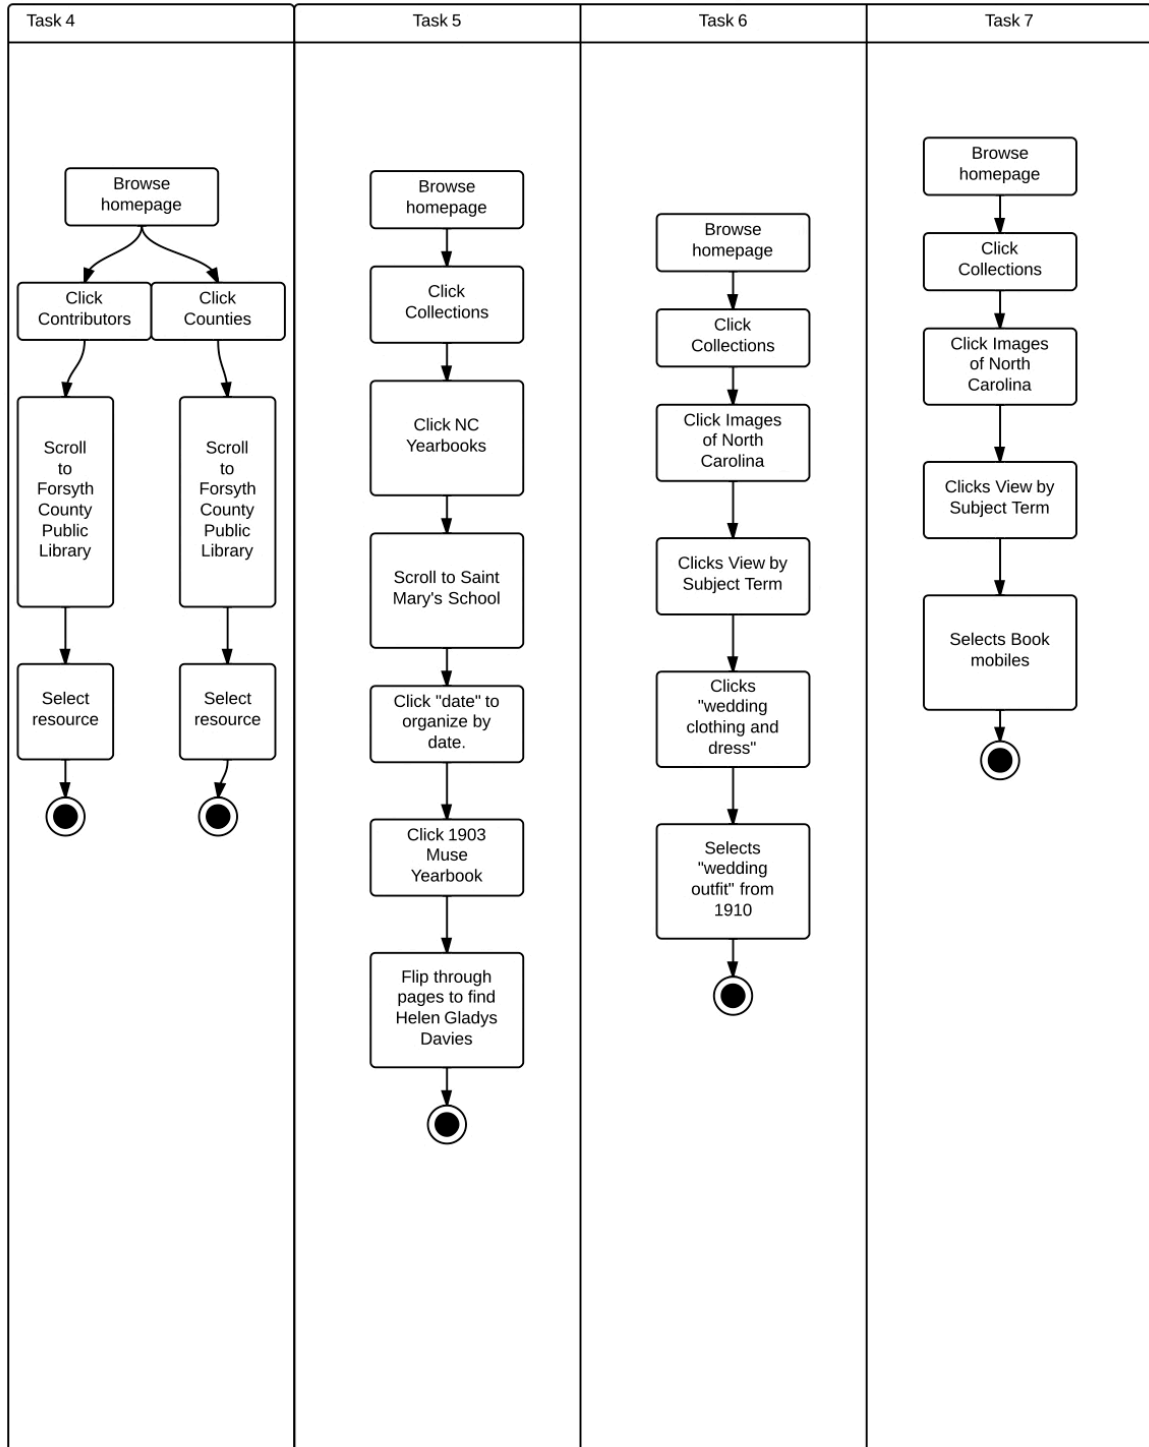 Task 4
Task 5
Task 6
Task 7
Browse
homepage
Click
Contributors
Click
Counties
Scroll
to
Forsyth
County
Public
Library
Scroll
to
Forsyth
County
Public
Library
Select
resource
Select
resource
Browse
homepage
Click
Collections
Click NC
Yearbooks
Scroll to Saint
Mary's School
Click "date" to
organize by
date.
Click 1903
Muse
Yearbook
Flip through
pages to find
Helen Gladys
Davies
Browse
homepage
Click
Collections
Click Images
of North
Carolina
Clicks View by
Subject Term
Clicks
"wedding
clothing and
dress"
Selects
"wedding
outfit" from
1910
Browse
homepage
Click
Collections
Click Images
of North
Carolina
Clicks View by
Subject Term
Selects Book
mobiles